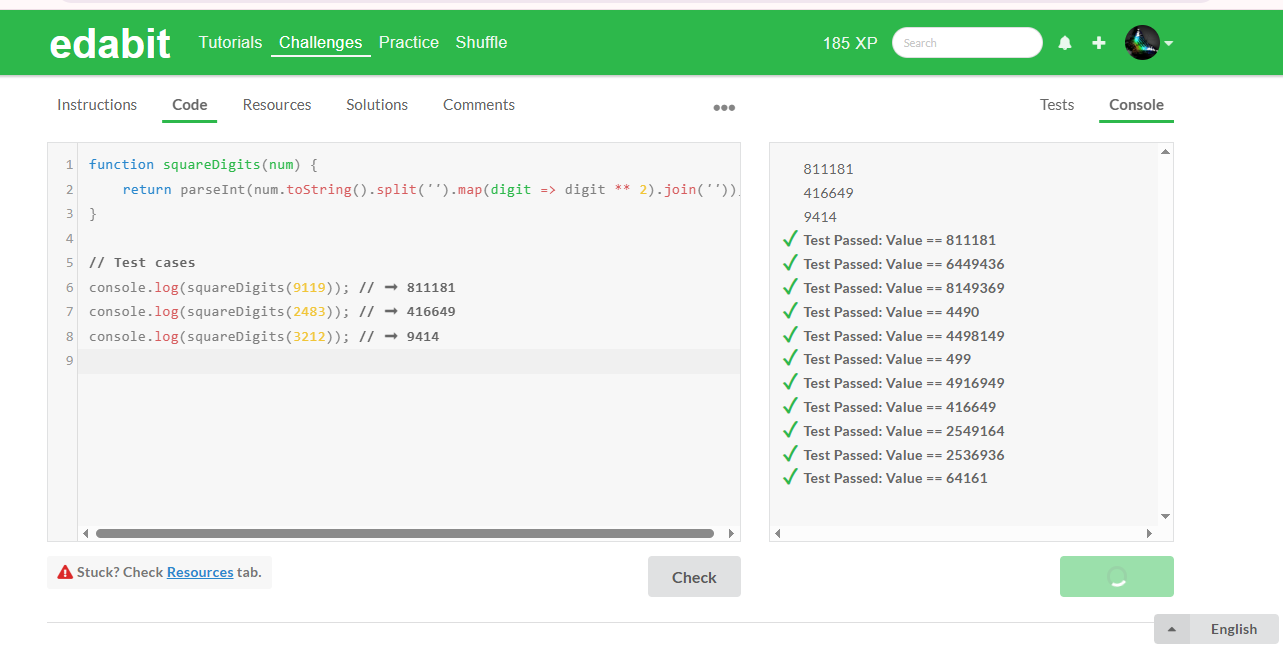 edabit Tutorials Challenges Practice Shuffle 185 XP Search
Instructions Code Resources Solutions Comments ••• Tests Console
1 function squareDigits(num) {
2 return parseInt(num.toString().split('').map(digit => digit ** 2).join(''))
3 }
4
5 // Test cases
6 console.log(squareDigits(9119)); // ➞ 811181
7 console.log(squareDigits(2483)); // ➞ 416649
8 console.log(squareDigits(3212)); // ➞ 9414
9
811181
416649
9414
Test Passed: Value == 811181
Test Passed: Value == 6449436
Test Passed: Value == 8149369
Test Passed: Value == 4490
Test Passed: Value == 4498149
Test Passed: Value == 499
Test Passed: Value == 4916949
Test Passed: Value == 416649
Test Passed: Value == 2549164
Test Passed: Value == 2536936
Test Passed: Value == 64161
Stuck? Check Resources tab.
Check
English